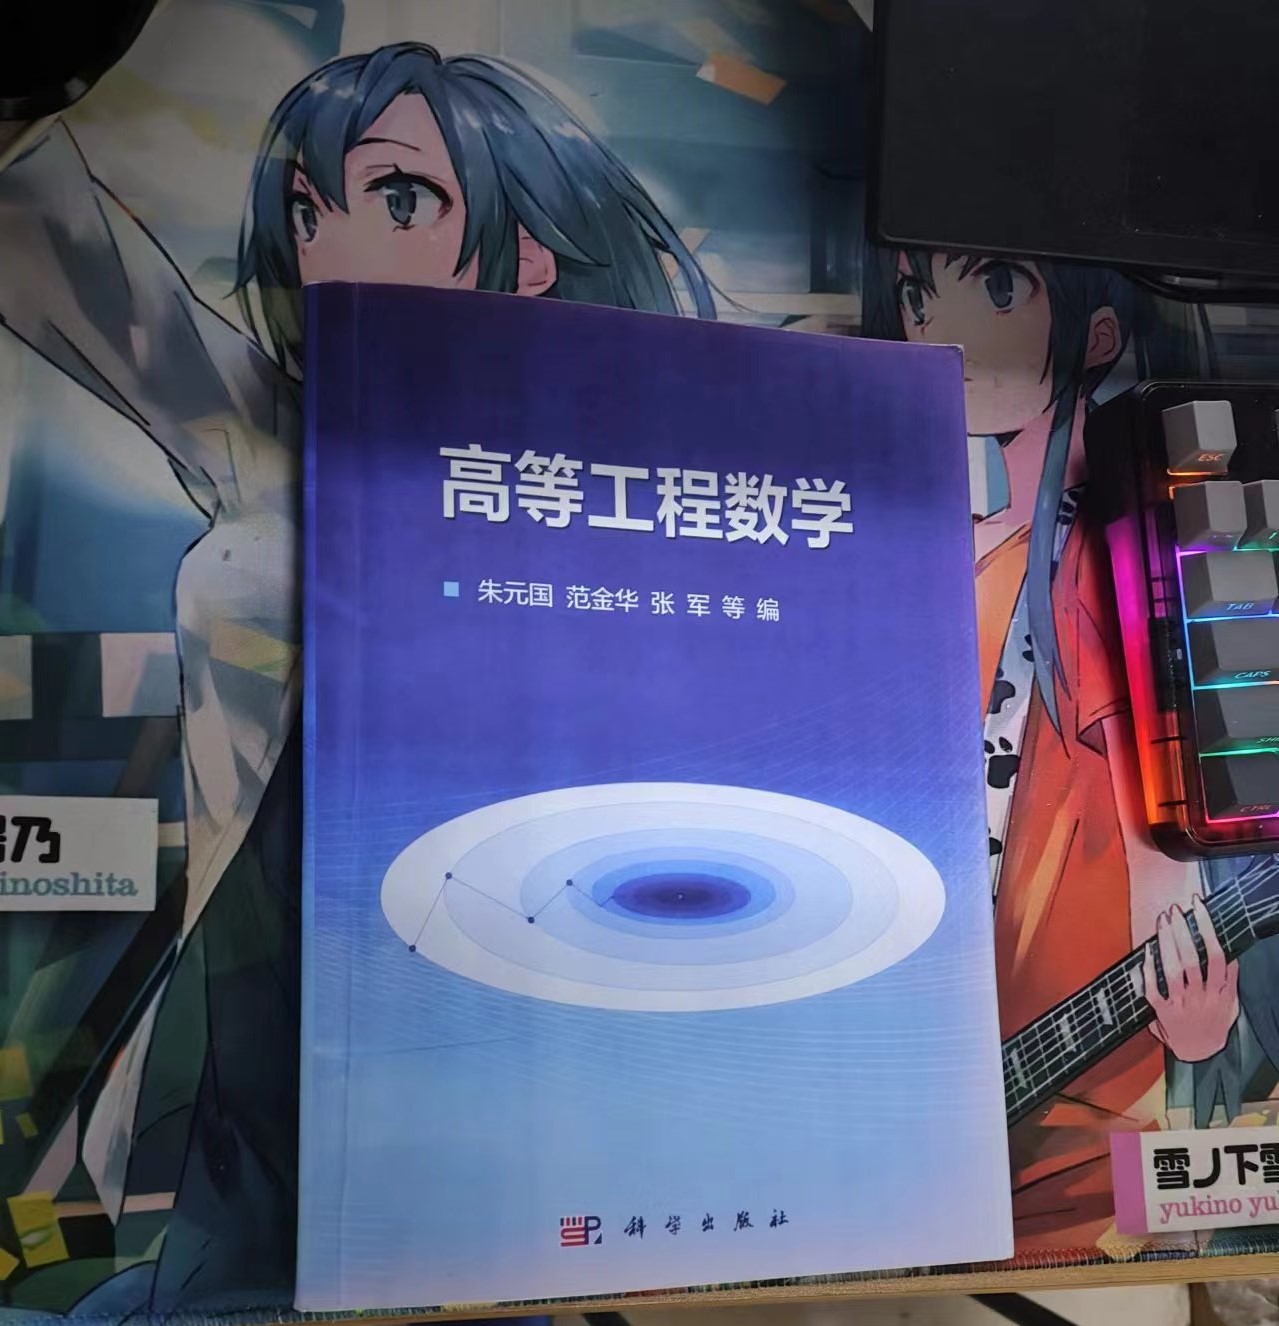 高等工程数学
朱元国 范金华 张军 等 编
科学出版社
乃
inoshita
雪ノ下
yukino yu
ESC
TAB
CAPS